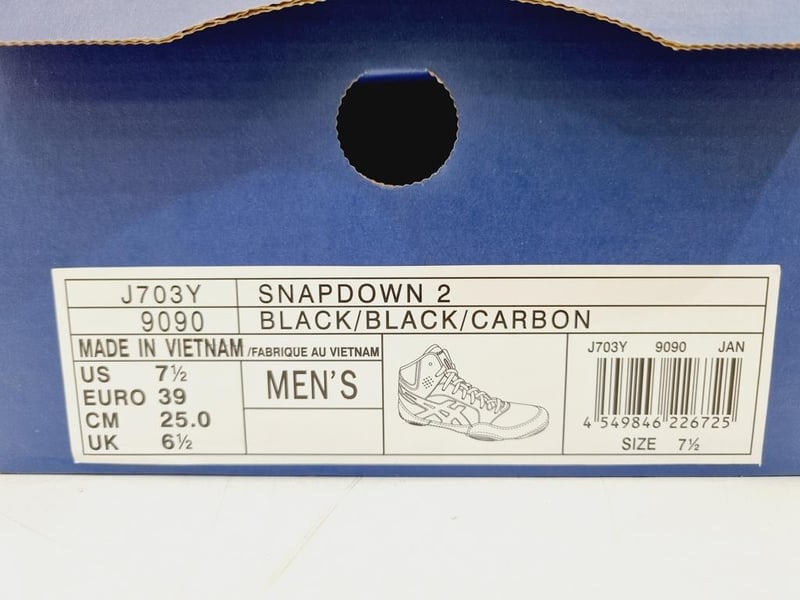 J703Y SNAPDOWN 2
9090 BLACK/BLACK/CARBON
MADE IN VIETNAM /FABRIQUE AU VIETNAM
US 7½
EURO 39
CM 25.0
UK 6½
MEN'S
J703Y 9090 JAN
4 549846 226725
SIZE 7½